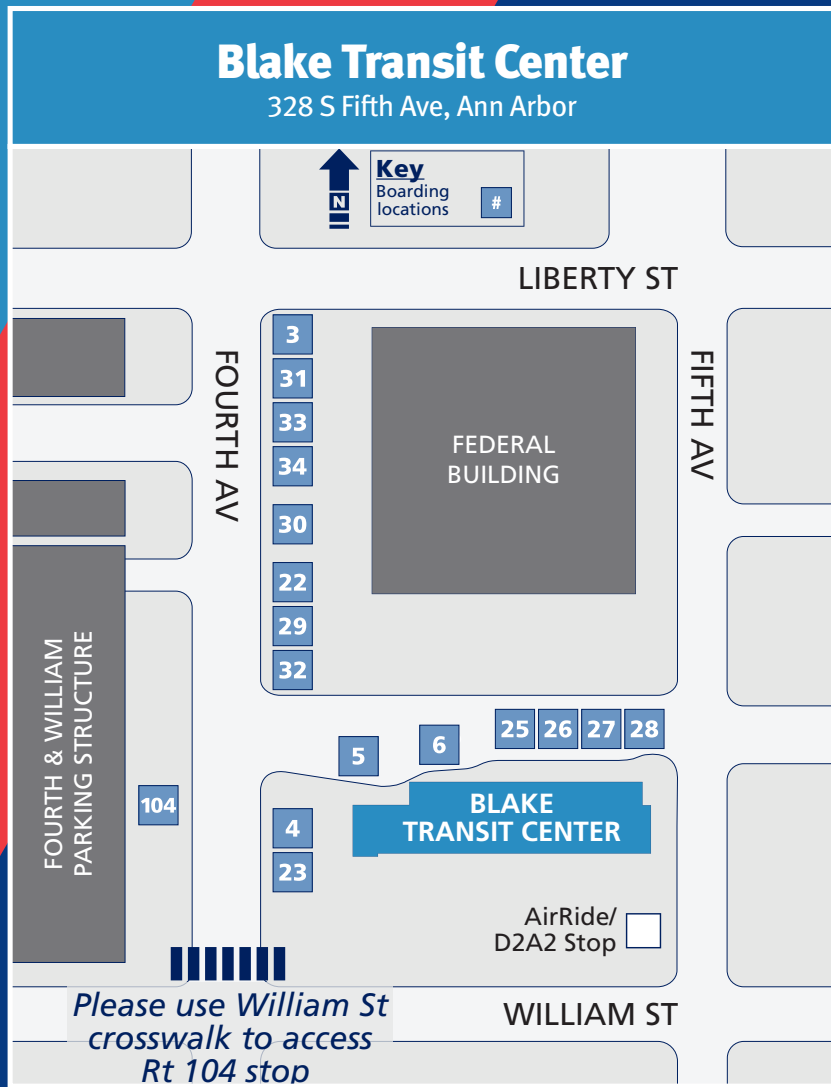 Blake Transit Center
328 S Fifth Ave, Ann Arbor
N
Key
Boarding
locations
#
LIBERTY ST
FOURTH AV
FIFTH AV
3
31
33
34
30
22
29
32
FEDERAL
BUILDING
FOURTH & WILLIAM
PARKING STRUCTURE
104
5
6
25 26 27 28
4
23
BLAKE
TRANSIT CENTER
AirRide/
D2A2 Stop
Please use William St
crosswalk to access
Rt 104 stop
WILLIAM ST